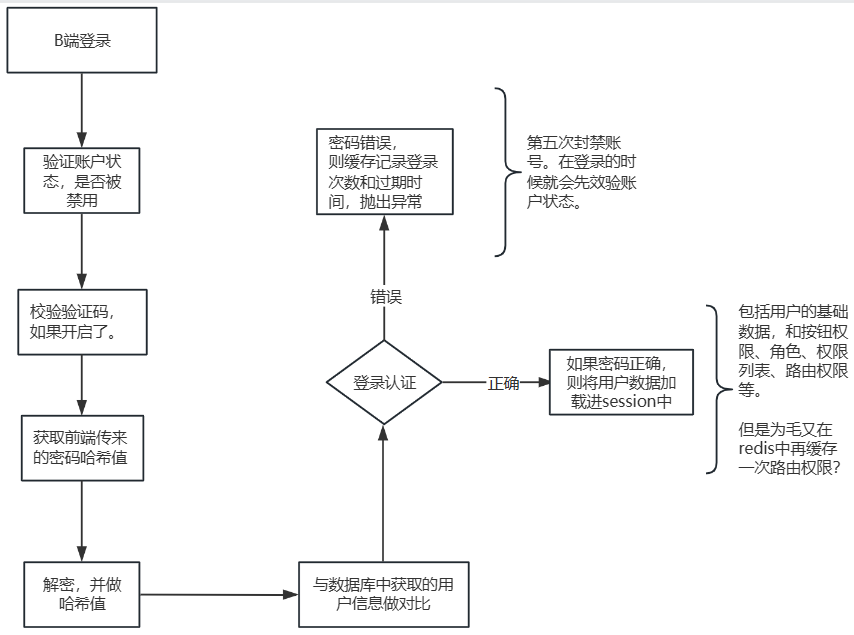 B端登录
验证账户状
态，是否被
禁用
校验验证码，
如果开启了。
获取前端传来
的密码哈希值
解密，并做
哈希值
与数据库中获取的用
户信息做对比
登录认证
错误
密码错误，
则缓存记录登录
次数和过期时
间，抛出异常
第五次封禁账
号。在登录的时
候就会先效验账
户状态。
正确
如果密码正确，
则将用户数据加
载进session中
包括用户的基础
数据，和按钮权
限、角色、权限
列表、路由权限
等。
但是为毛又在
redis中再缓存
一次路由权限？